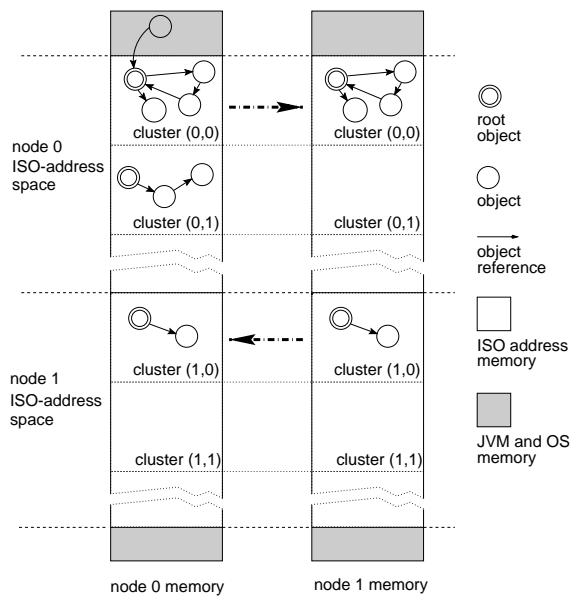 cluster (0,0)
cluster (0,0)
node 0
ISO-address
space
cluster (0,1)
cluster (0,1)
cluster (1,0)
cluster (1,0)
node 1
ISO-address
space
cluster (1,1)
cluster (1,1)
node 0 memory
node 1 memory
root
object
object
object
reference
ISO address
memory
JVM and OS
memory